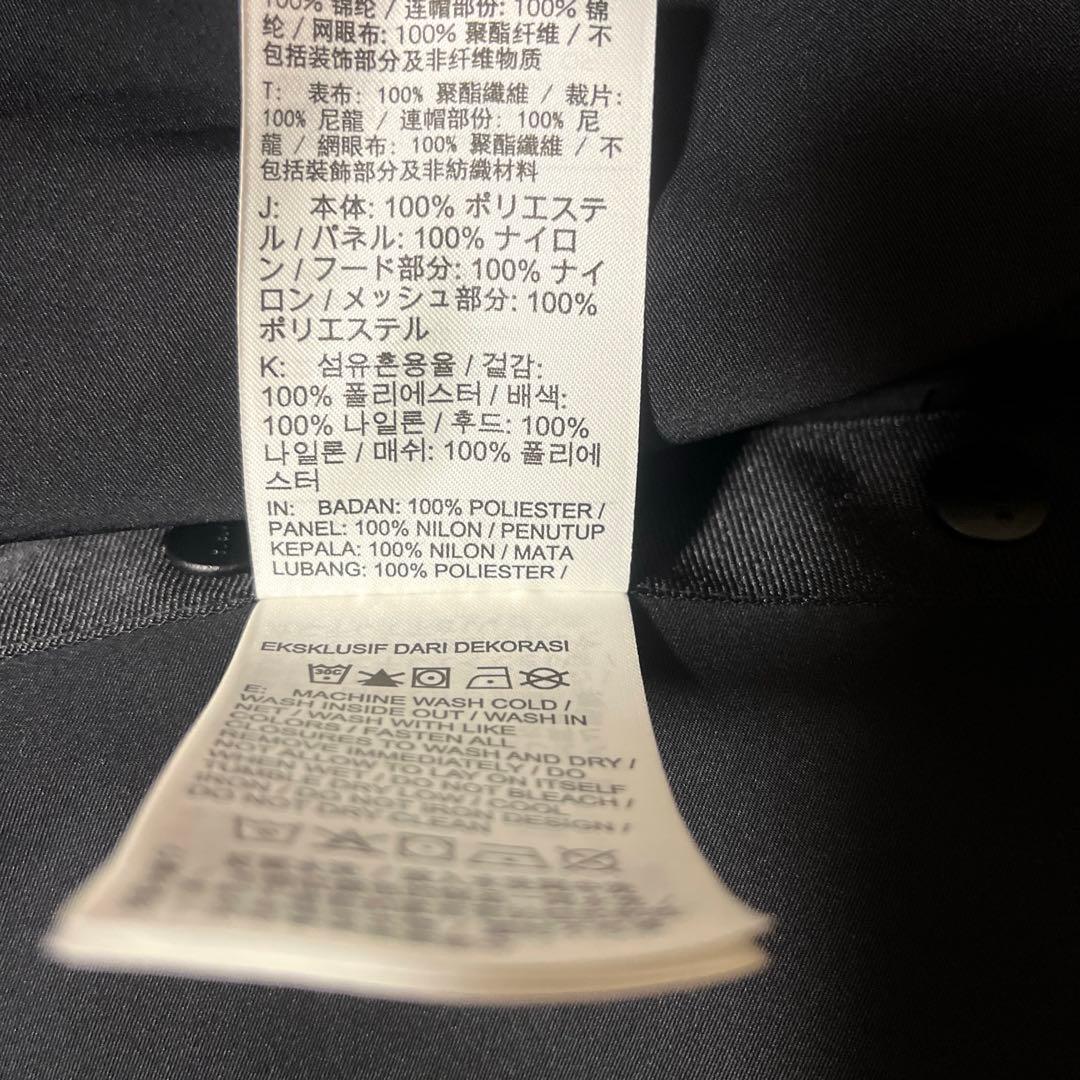 100% 锦纶 / 连帽部份: 100% 锦
纶 / 网眼布: 100% 聚酯纤维 / 不
包括装饰部分及非纤维物质
T: 表布: 100% 聚酯纖維 / 裁片:
100% 尼龍 / 連帽部份: 100% 尼
龍 / 網眼布: 100% 聚酯纖維 / 不
包括裝飾部分及非紡織材料
J: 本体: 100% ポリエステ
ル / パネル: 100% ナイロ
ン / フード部分: 100% ナイ
ロン / メッシュ部分: 100%
ポリエステル
K: 섬유혼용율 / 겉감:
100% 폴리에스터 / 배색:
100% 나일론 / 후드: 100%
나일론 / 매쉬: 100% 폴리에
스터
IN: BADAN: 100% POLIESTER /
PANEL: 100% NILON / PENUTUP
KEPALA: 100% NILON / MATA
LUBANG: 100% POLIESTER /
EKSKLUSIF DARI DEKORASI
E: MACHINE WASH COLD /
WASH INSIDE OUT / WASH IN
NET / WASH WITH LIKE
COLORS / FASTEN ALL
CLOSURES TO WASH AND DRY /
REMOVE IMMEDIATELY / DO
NOT ALLOW TO LAY ON ITSELF
WHEN WET / DO NOT BLEACH /
TUMBLE DRY LOW / COOL
IRON / DO NOT IRON DESIGN /
DO NOT DRY CLEAN